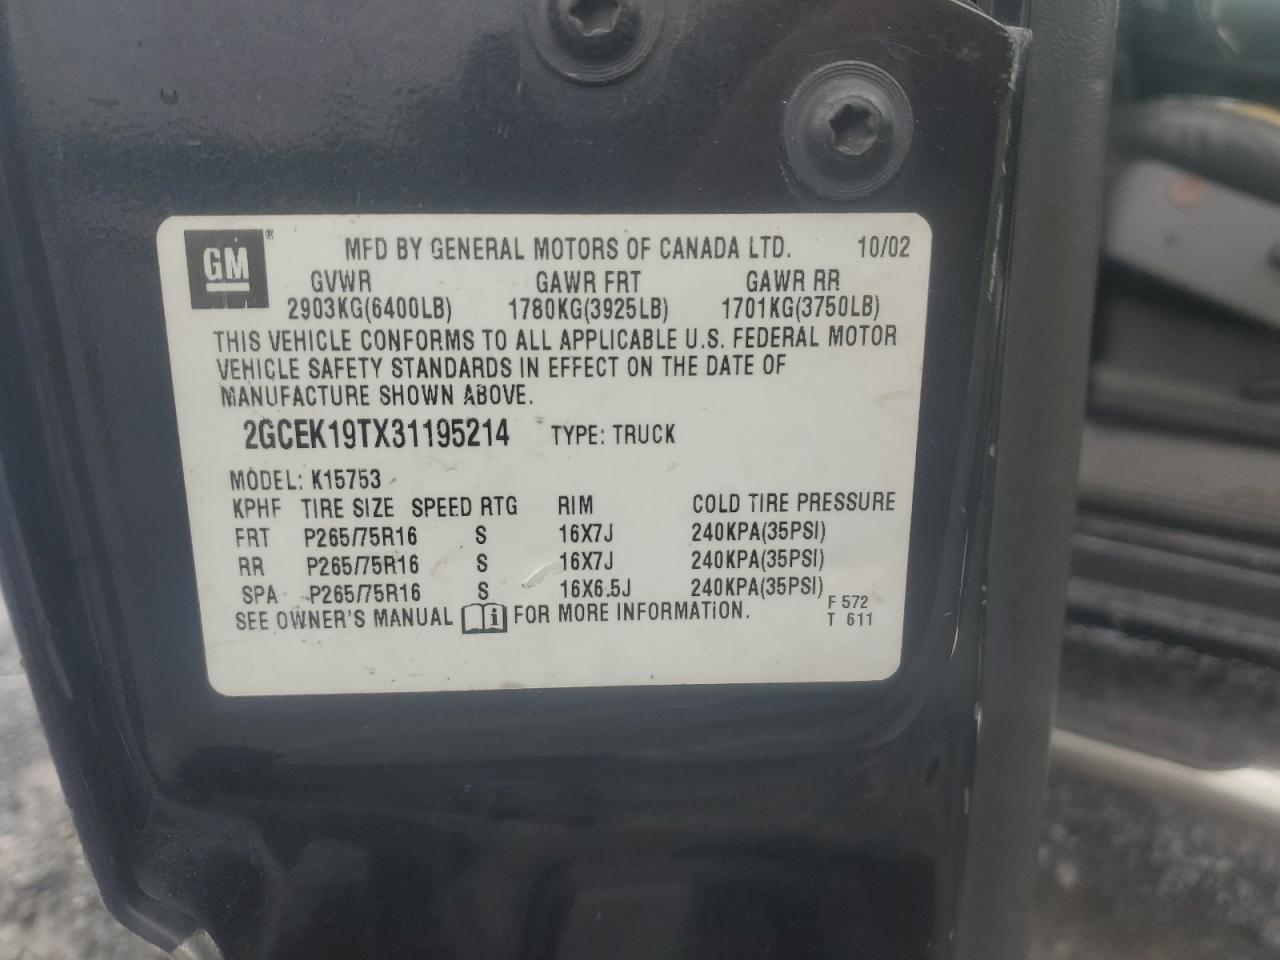 GM ® MFD BY GENERAL MOTORS OF CANADA LTD. 10/02
GVWR GAWR FRT GAWR RR
2903KG(6400LB) 1780KG(3925LB) 1701KG(3750LB)
THIS VEHICLE CONFORMS TO ALL APPLICABLE U.S. FEDERAL MOTOR
VEHICLE SAFETY STANDARDS IN EFFECT ON THE DATE OF
MANUFACTURE SHOWN ABOVE.
2GCEK19TX31195214 TYPE: TRUCK
MODEL: K15753
KPHF TIRE SIZE SPEED RTG RIM COLD TIRE PRESSURE
FRT P265/75R16 S 16X7J 240KPA(35PSI)
RR P265/75R16 S 16X7J 240KPA(35PSI)
SPA P265/75R16 S 16X6.5J 240KPA(35PSI)
SEE OWNER'S MANUAL i FOR MORE INFORMATION. F 572
T 611